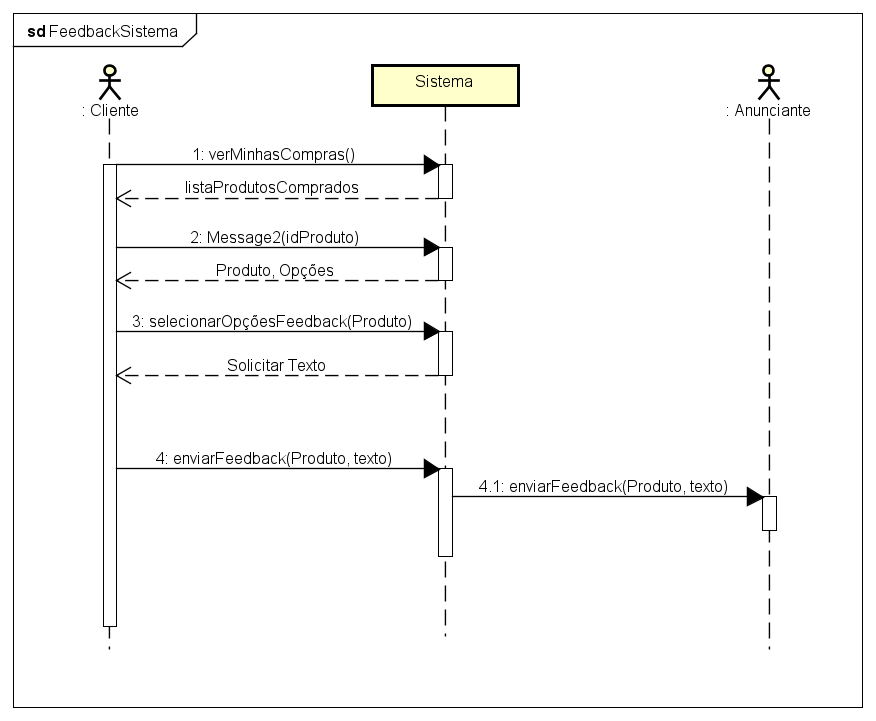 sd FeedbackSistema
: Cliente
Sistema
: Anunciante
1: verMinhasCompras()
listaProdutosComprados
2: Message2(idProduto)
Produto, Opções
3: selecionarOpçõesFeedback(Produto)
Solicitar Texto
4: enviarFeedback(Produto, texto)
4.1: enviarFeedback(Produto, texto)